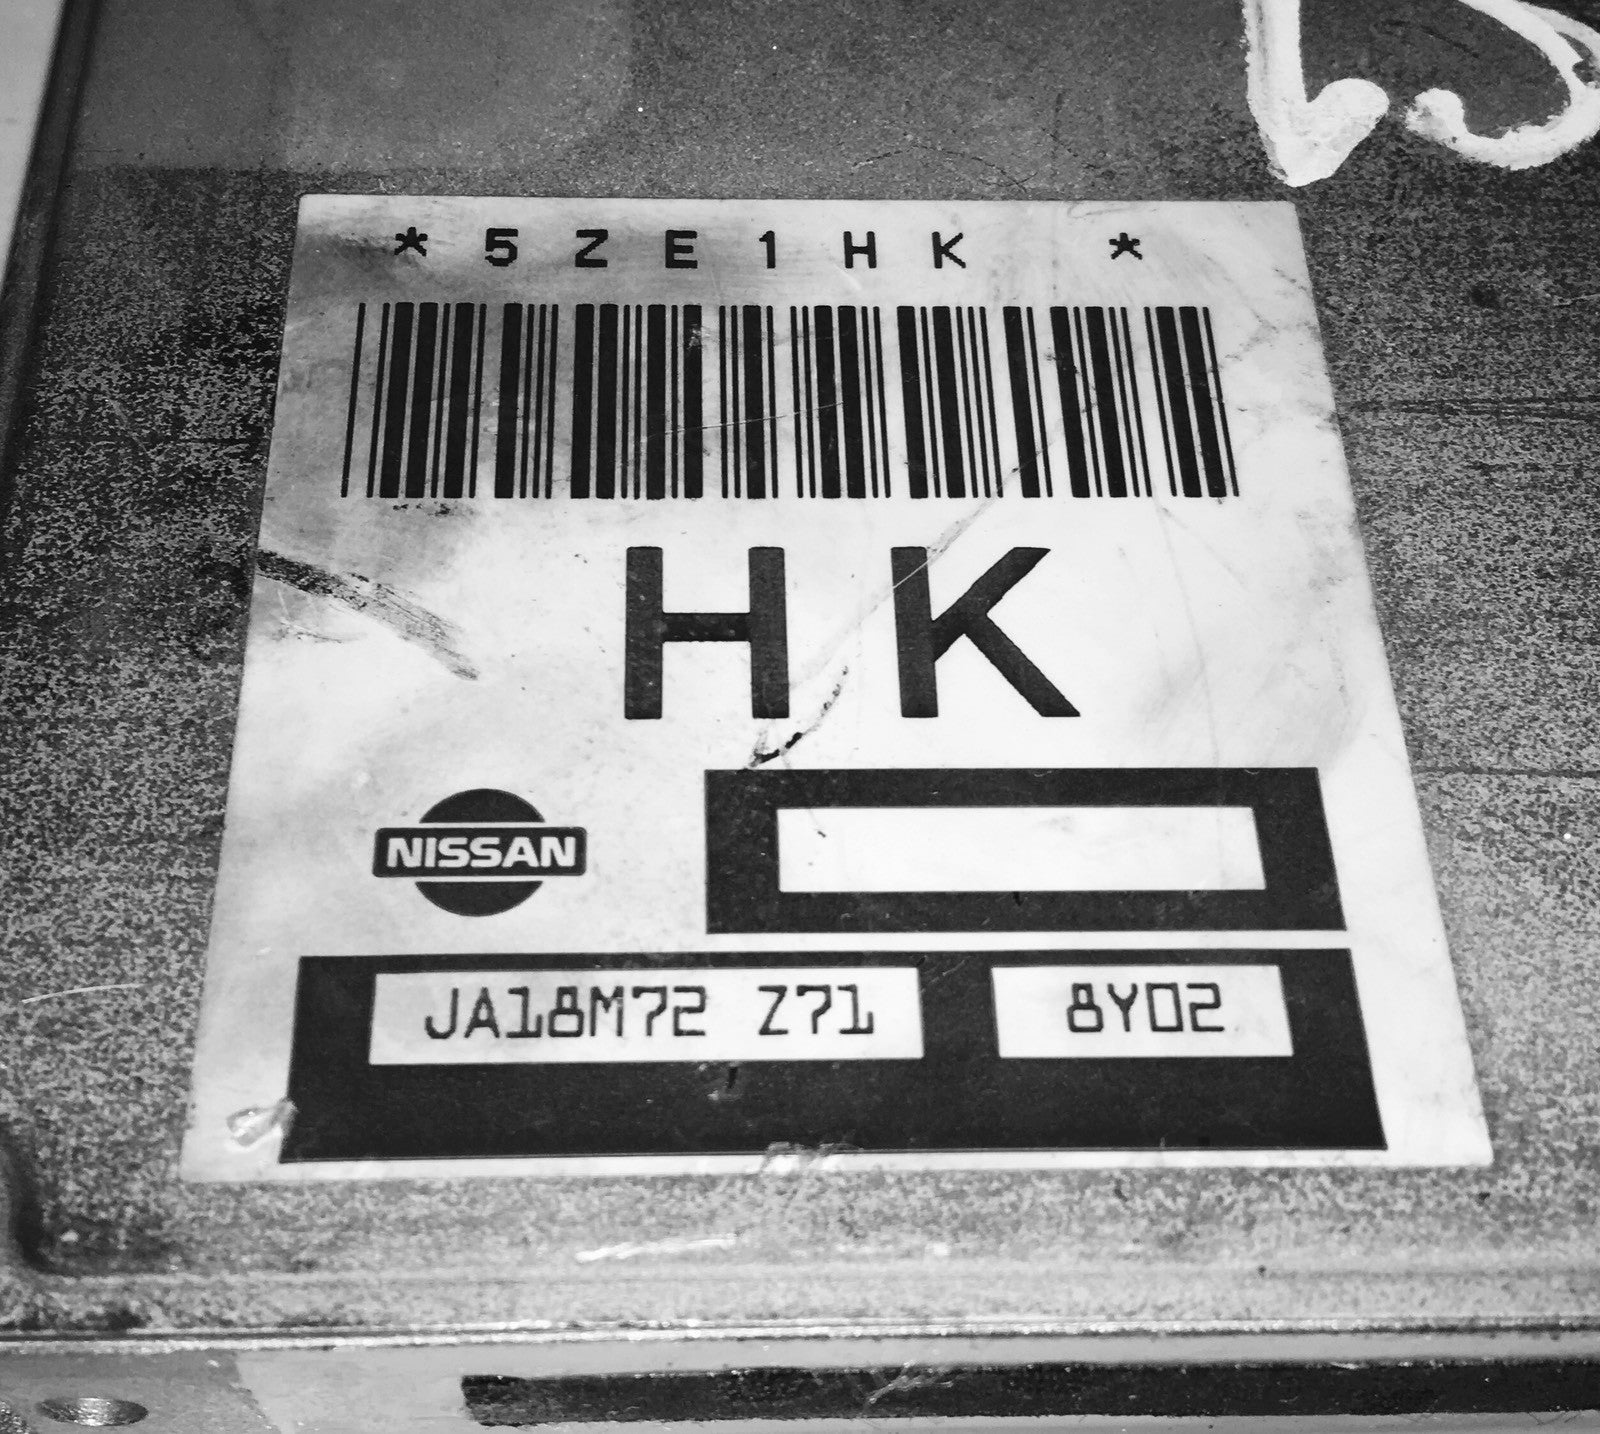 *5ZE1HK *
HK
NISSAN
JA18M72 Z71 8Y02